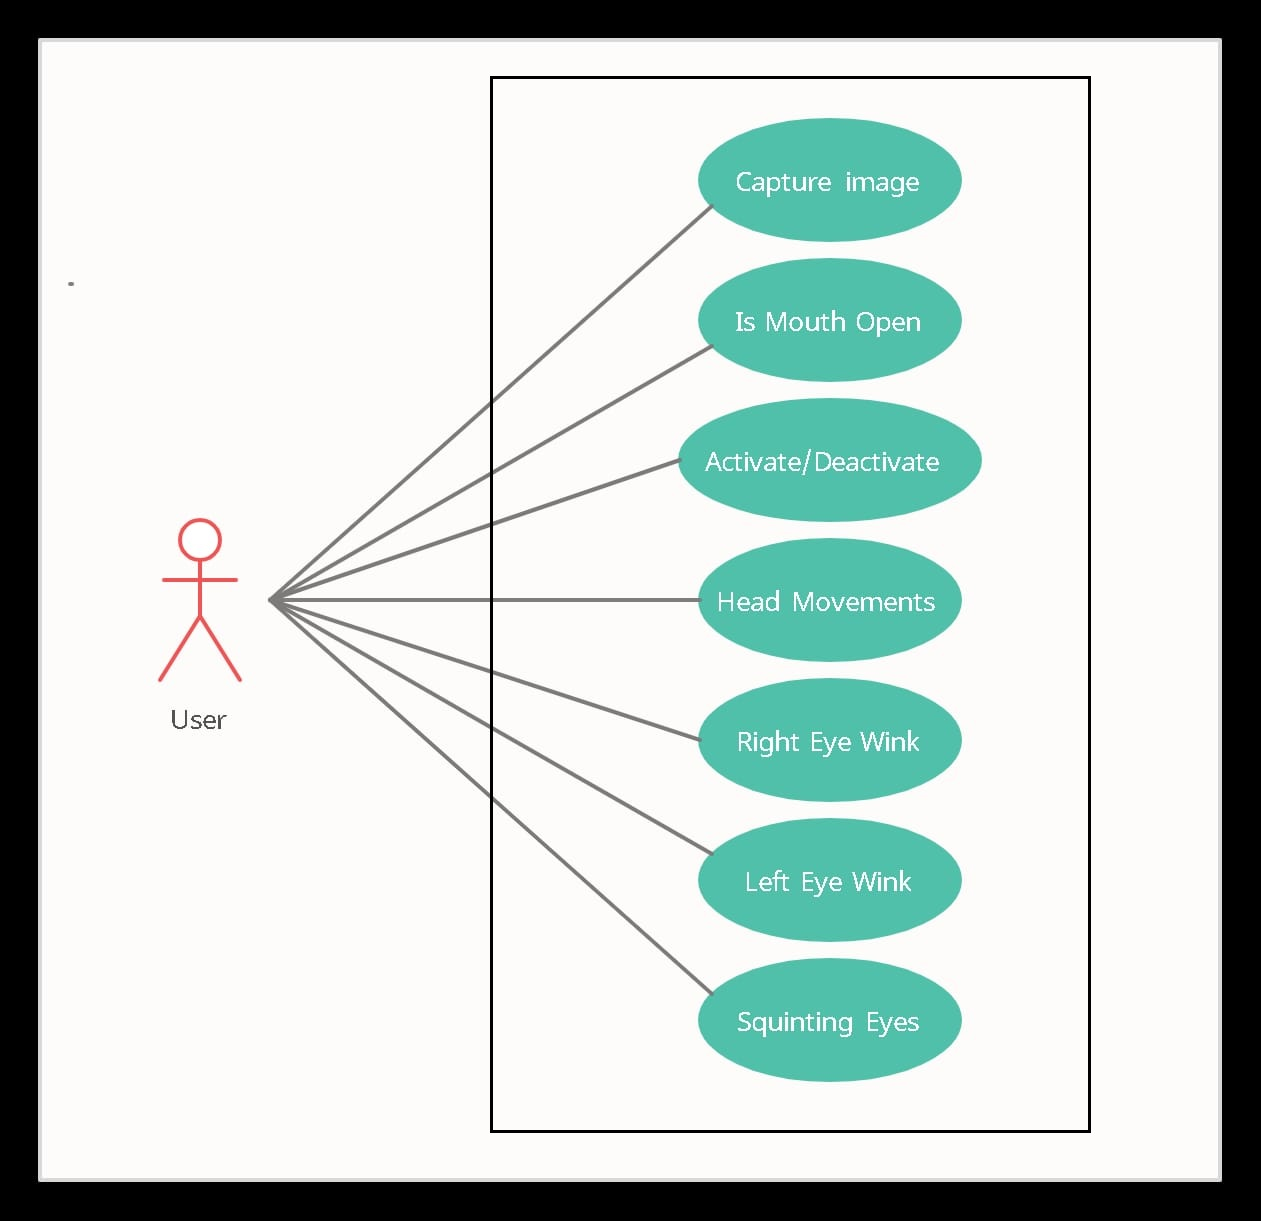 Capture image
Is Mouth Open
Activate/Deactivate
Head Movements
Right Eye Wink
Left Eye Wink
Squinting Eyes
User